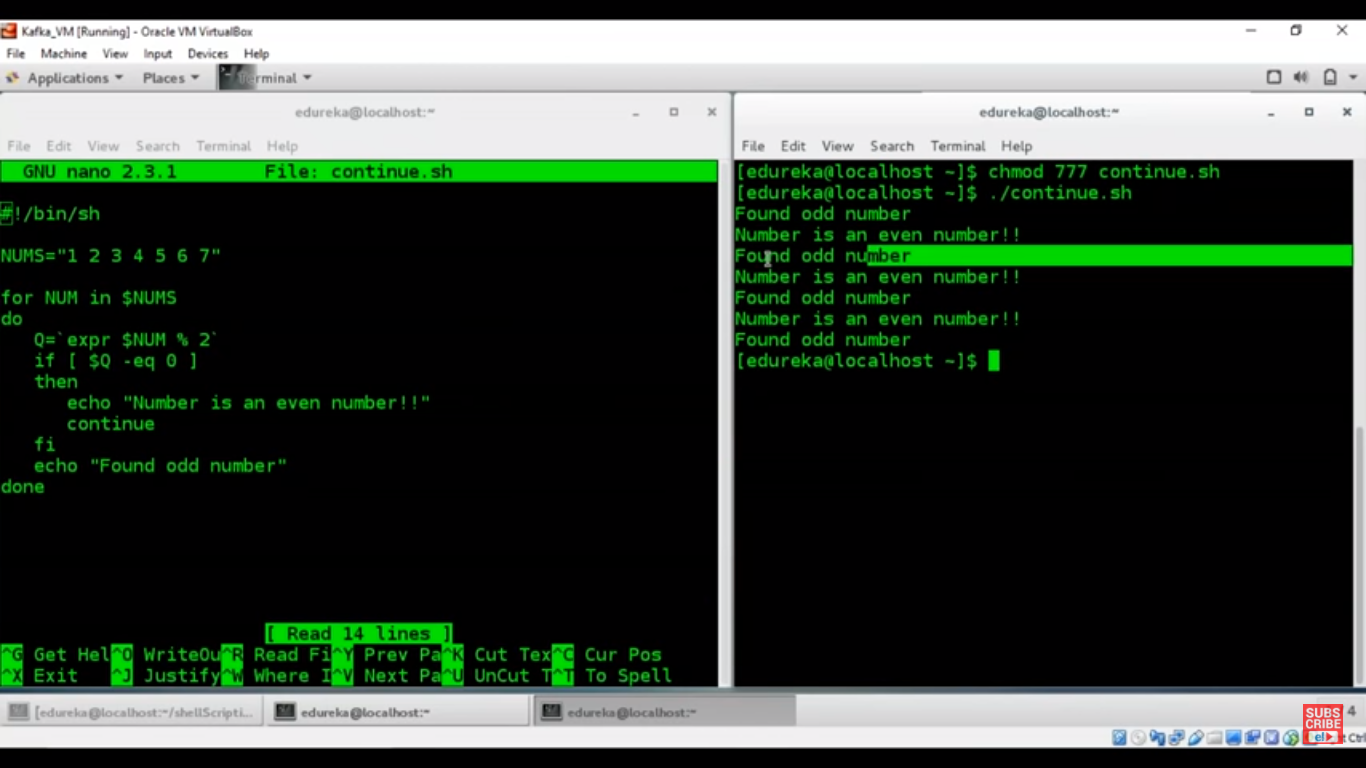 Kafka_VM [Running] - Oracle VM VirtualBox
File Machine View Input Devices Help
Applications Places Terminal
edureka@localhost:~
File Edit View Search Terminal Help
GNU nano 2.3.1 File: continue.sh
#!/bin/sh
NUMS="1 2 3 4 5 6 7"
for NUM in $NUMS
do
Q=`expr $NUM % 2`
if [ $Q -eq 0 ]
then
echo "Number is an even number!!"
continue
fi
echo "Found odd number"
done
[ Read 14 lines ]
^G Get Hel^O WriteOu^R Read Fi^Y Prev Pa^K Cut Tex^C Cur Pos
^X Exit ^J Justify^W Where I^V Next Pa^U UnCut T^T To Spell
edureka@localhost:~
File Edit View Search Terminal Help
[edureka@localhost ~]$ chmod 777 continue.sh
[edureka@localhost ~]$ ./continue.sh
Found odd number
Number is an even number!!
Found odd number
Number is an even number!!
Found odd number
Number is an even number!!
Found odd number
[edureka@localhost ~]$
[edureka@localhost:~/shellScripti... edureka@localhost:~ edureka@localhost:~ 4
SUBS
CRIBE
e!
Ctrl